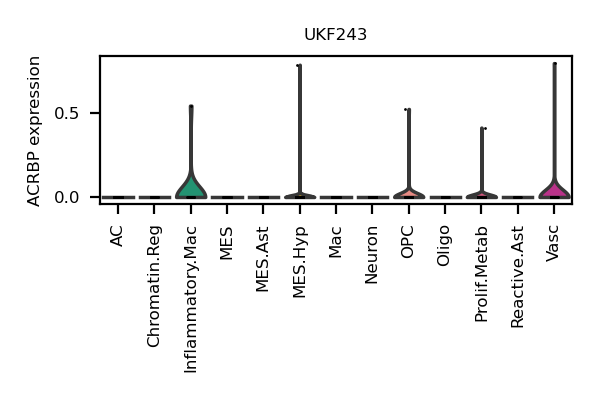 UKF243
ACRBP expression
0.5
0.0
AC
Chromatin.Reg
Inflammatory.Mac
MES
MES.Ast
MES.Hyp
Mac
Neuron
OPC
Oligo
Prolif.Metab
Reactive.Ast
Vasc